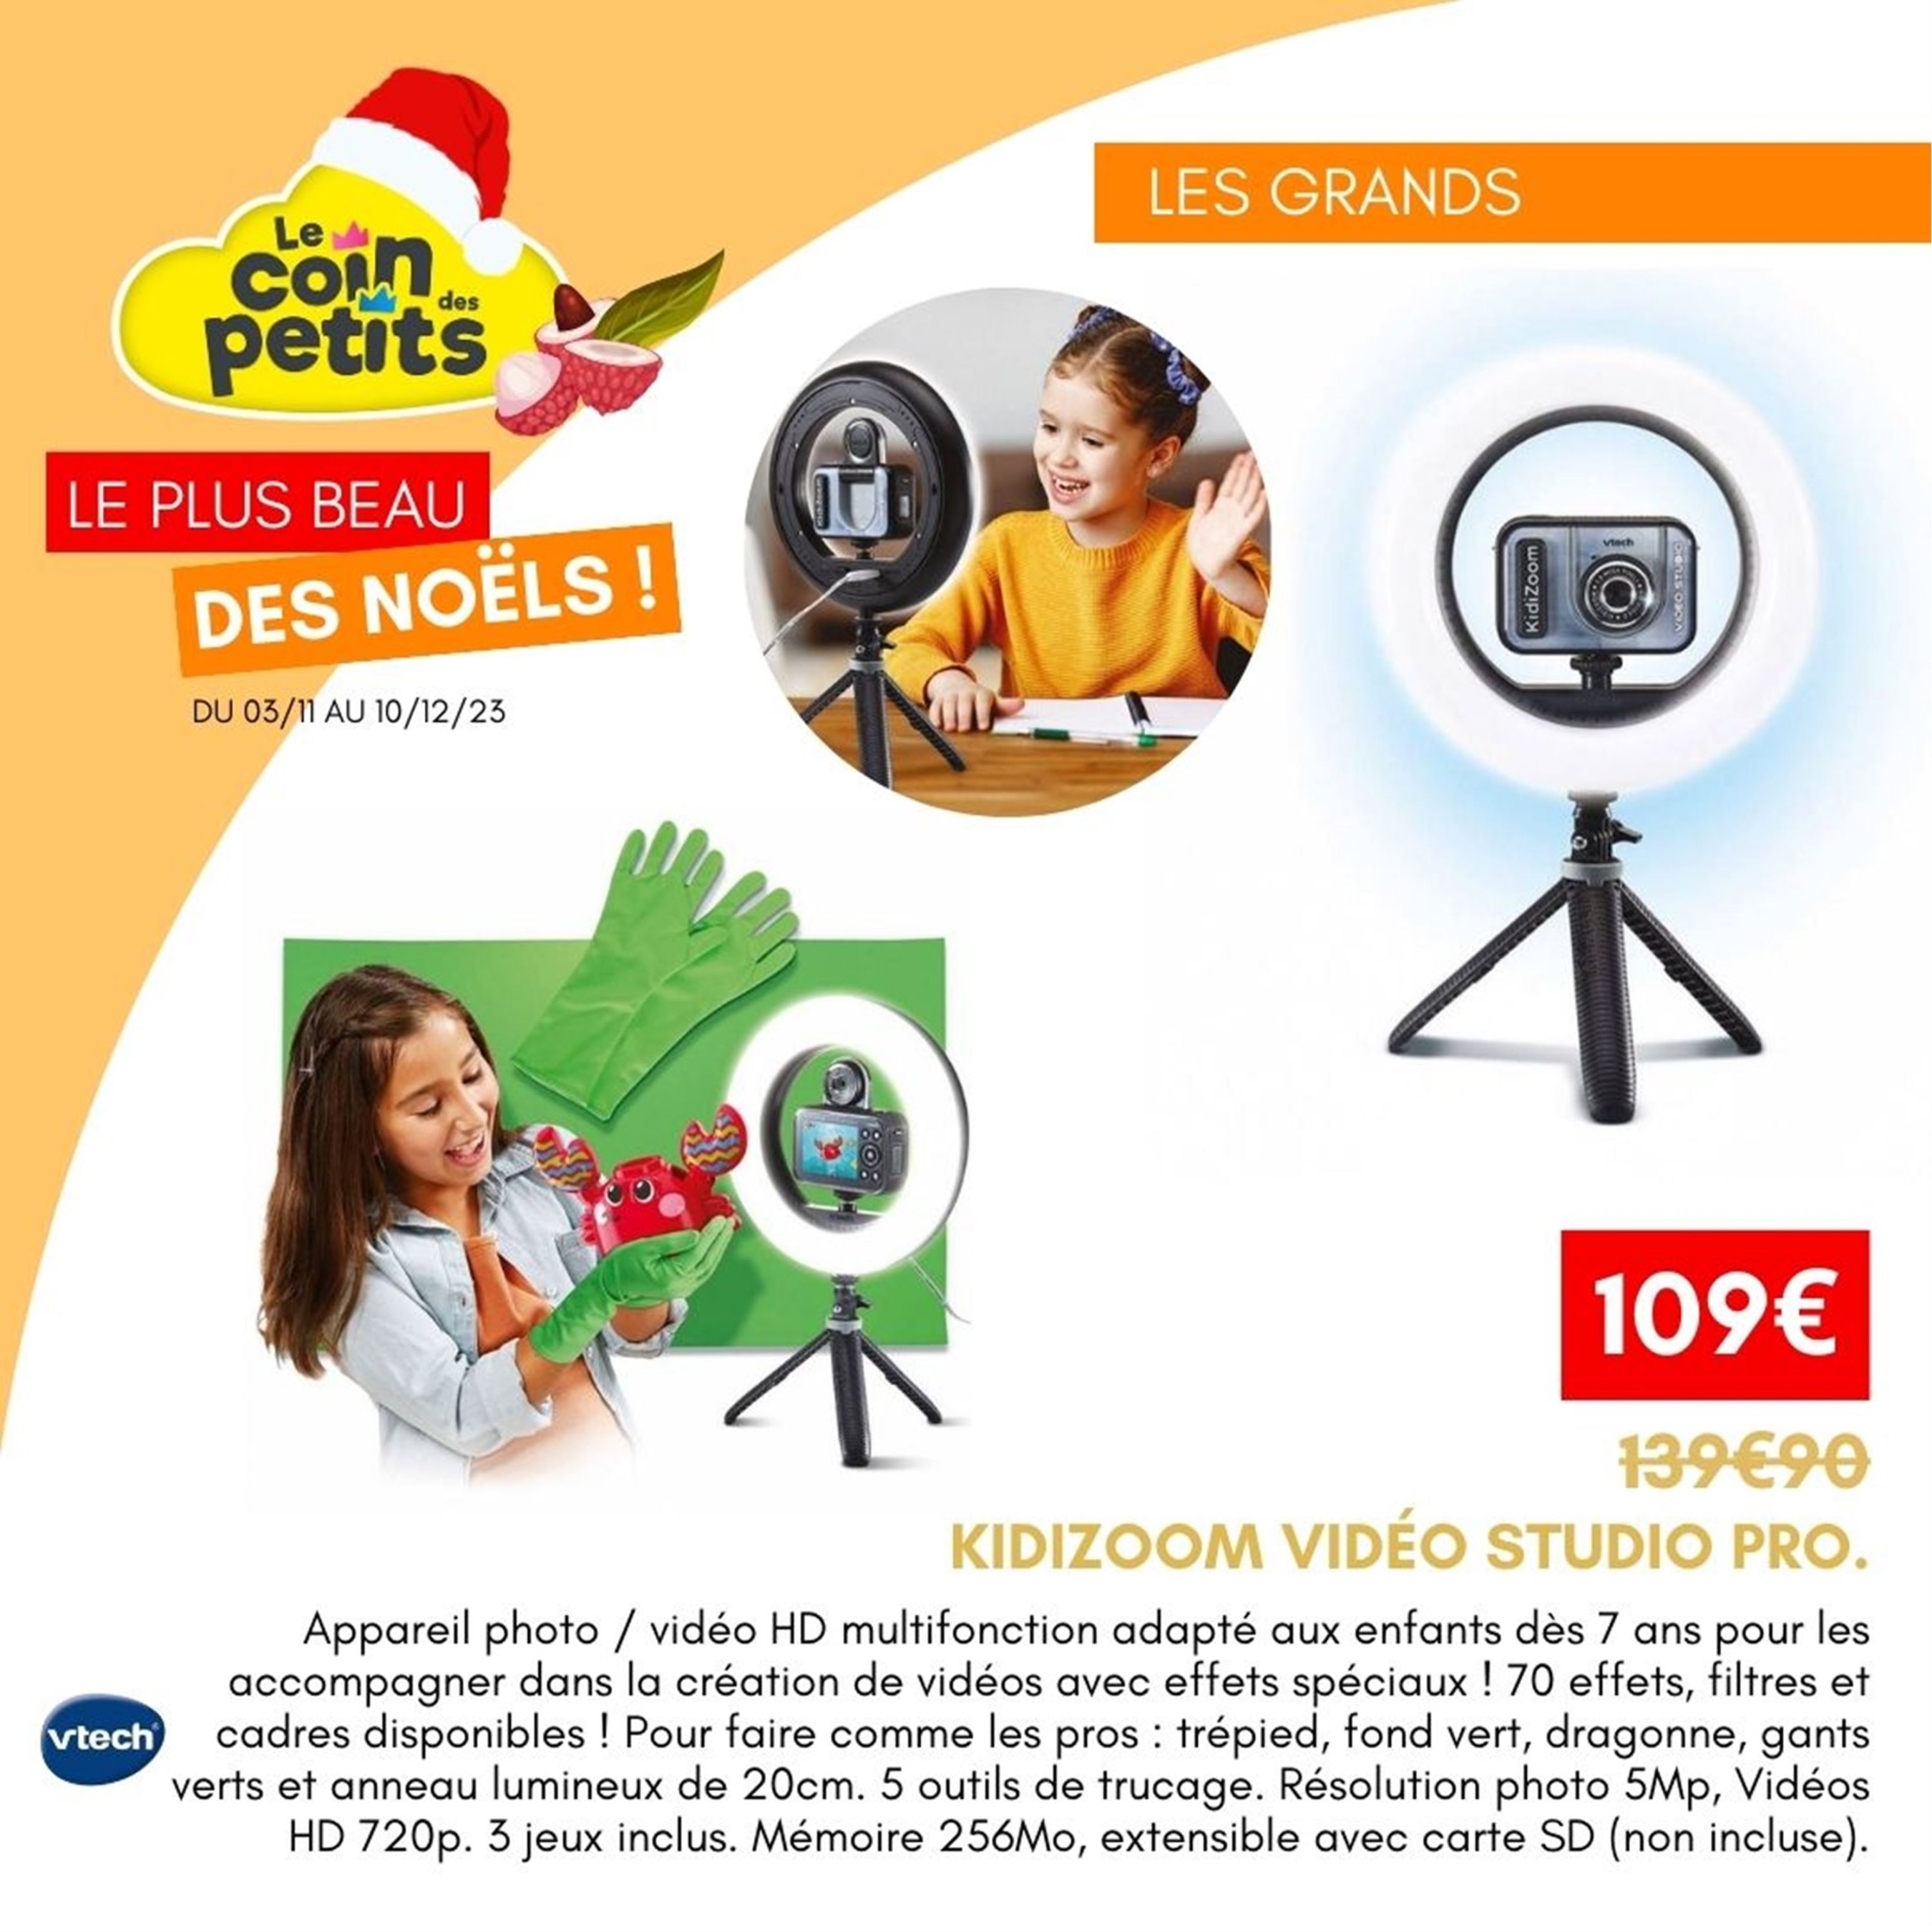 Le
coin
des
petits
LE PLUS BEAU
DES NOËLS !
DU 03/11 AU 10/12/23
LES GRANDS
KidiZoom
vtech
KidiZoom
VIDEO STUDIO
109€
139€90
KIDIZOOM VIDÉO STUDIO PRO.
Appareil photo / vidéo HD multifonction adapté aux enfants dès 7 ans pour les
accompagner dans la création de vidéos avec effets spéciaux ! 70 effets, filtres et
cadres disponibles ! Pour faire comme les pros : trépied, fond vert, dragonne, gants
verts et anneau lumineux de 20cm. 5 outils de trucage. Résolution photo 5Mp, Vidéos
HD 720p. 3 jeux inclus. Mémoire 256Mo, extensible avec carte SD (non incluse).
vtech